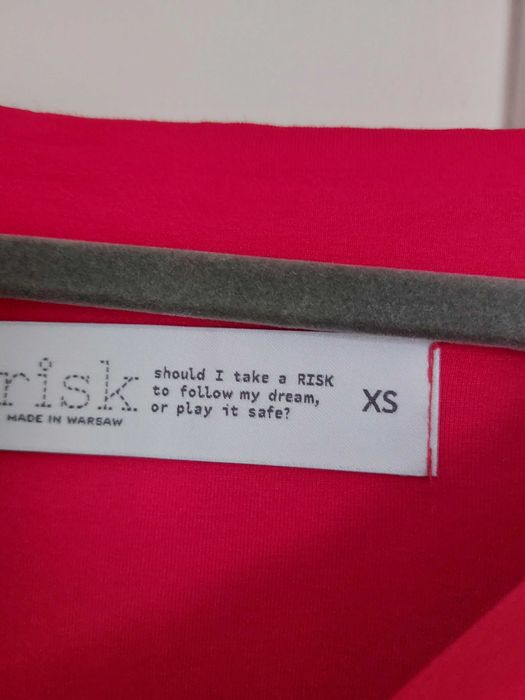 risk
MADE IN WARSAW
should I take a RISK
to follow my dream,
or play it safe?
XS